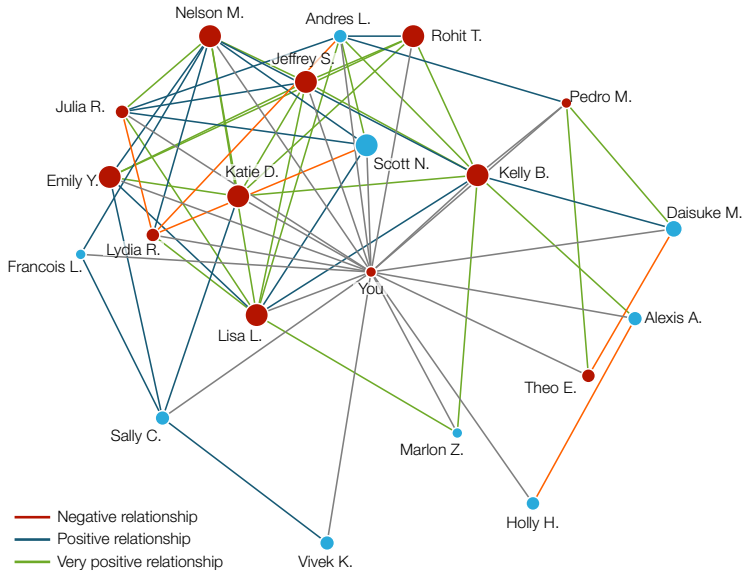 Nelson M.
Andres L.
Rohit T.
Jeffrey S.
Pedro M.
Julia R.
Scott N.
Katie D.
Kelly B.
Emily Y.
Daisuke M.
Lydia R.
Francois L.
You
Alexis A.
Lisa L.
Theo E.
Sally C.
Marlon Z.
Holly H.
Vivek K.
Negative relationship
Positive relationship
Very positive relationship